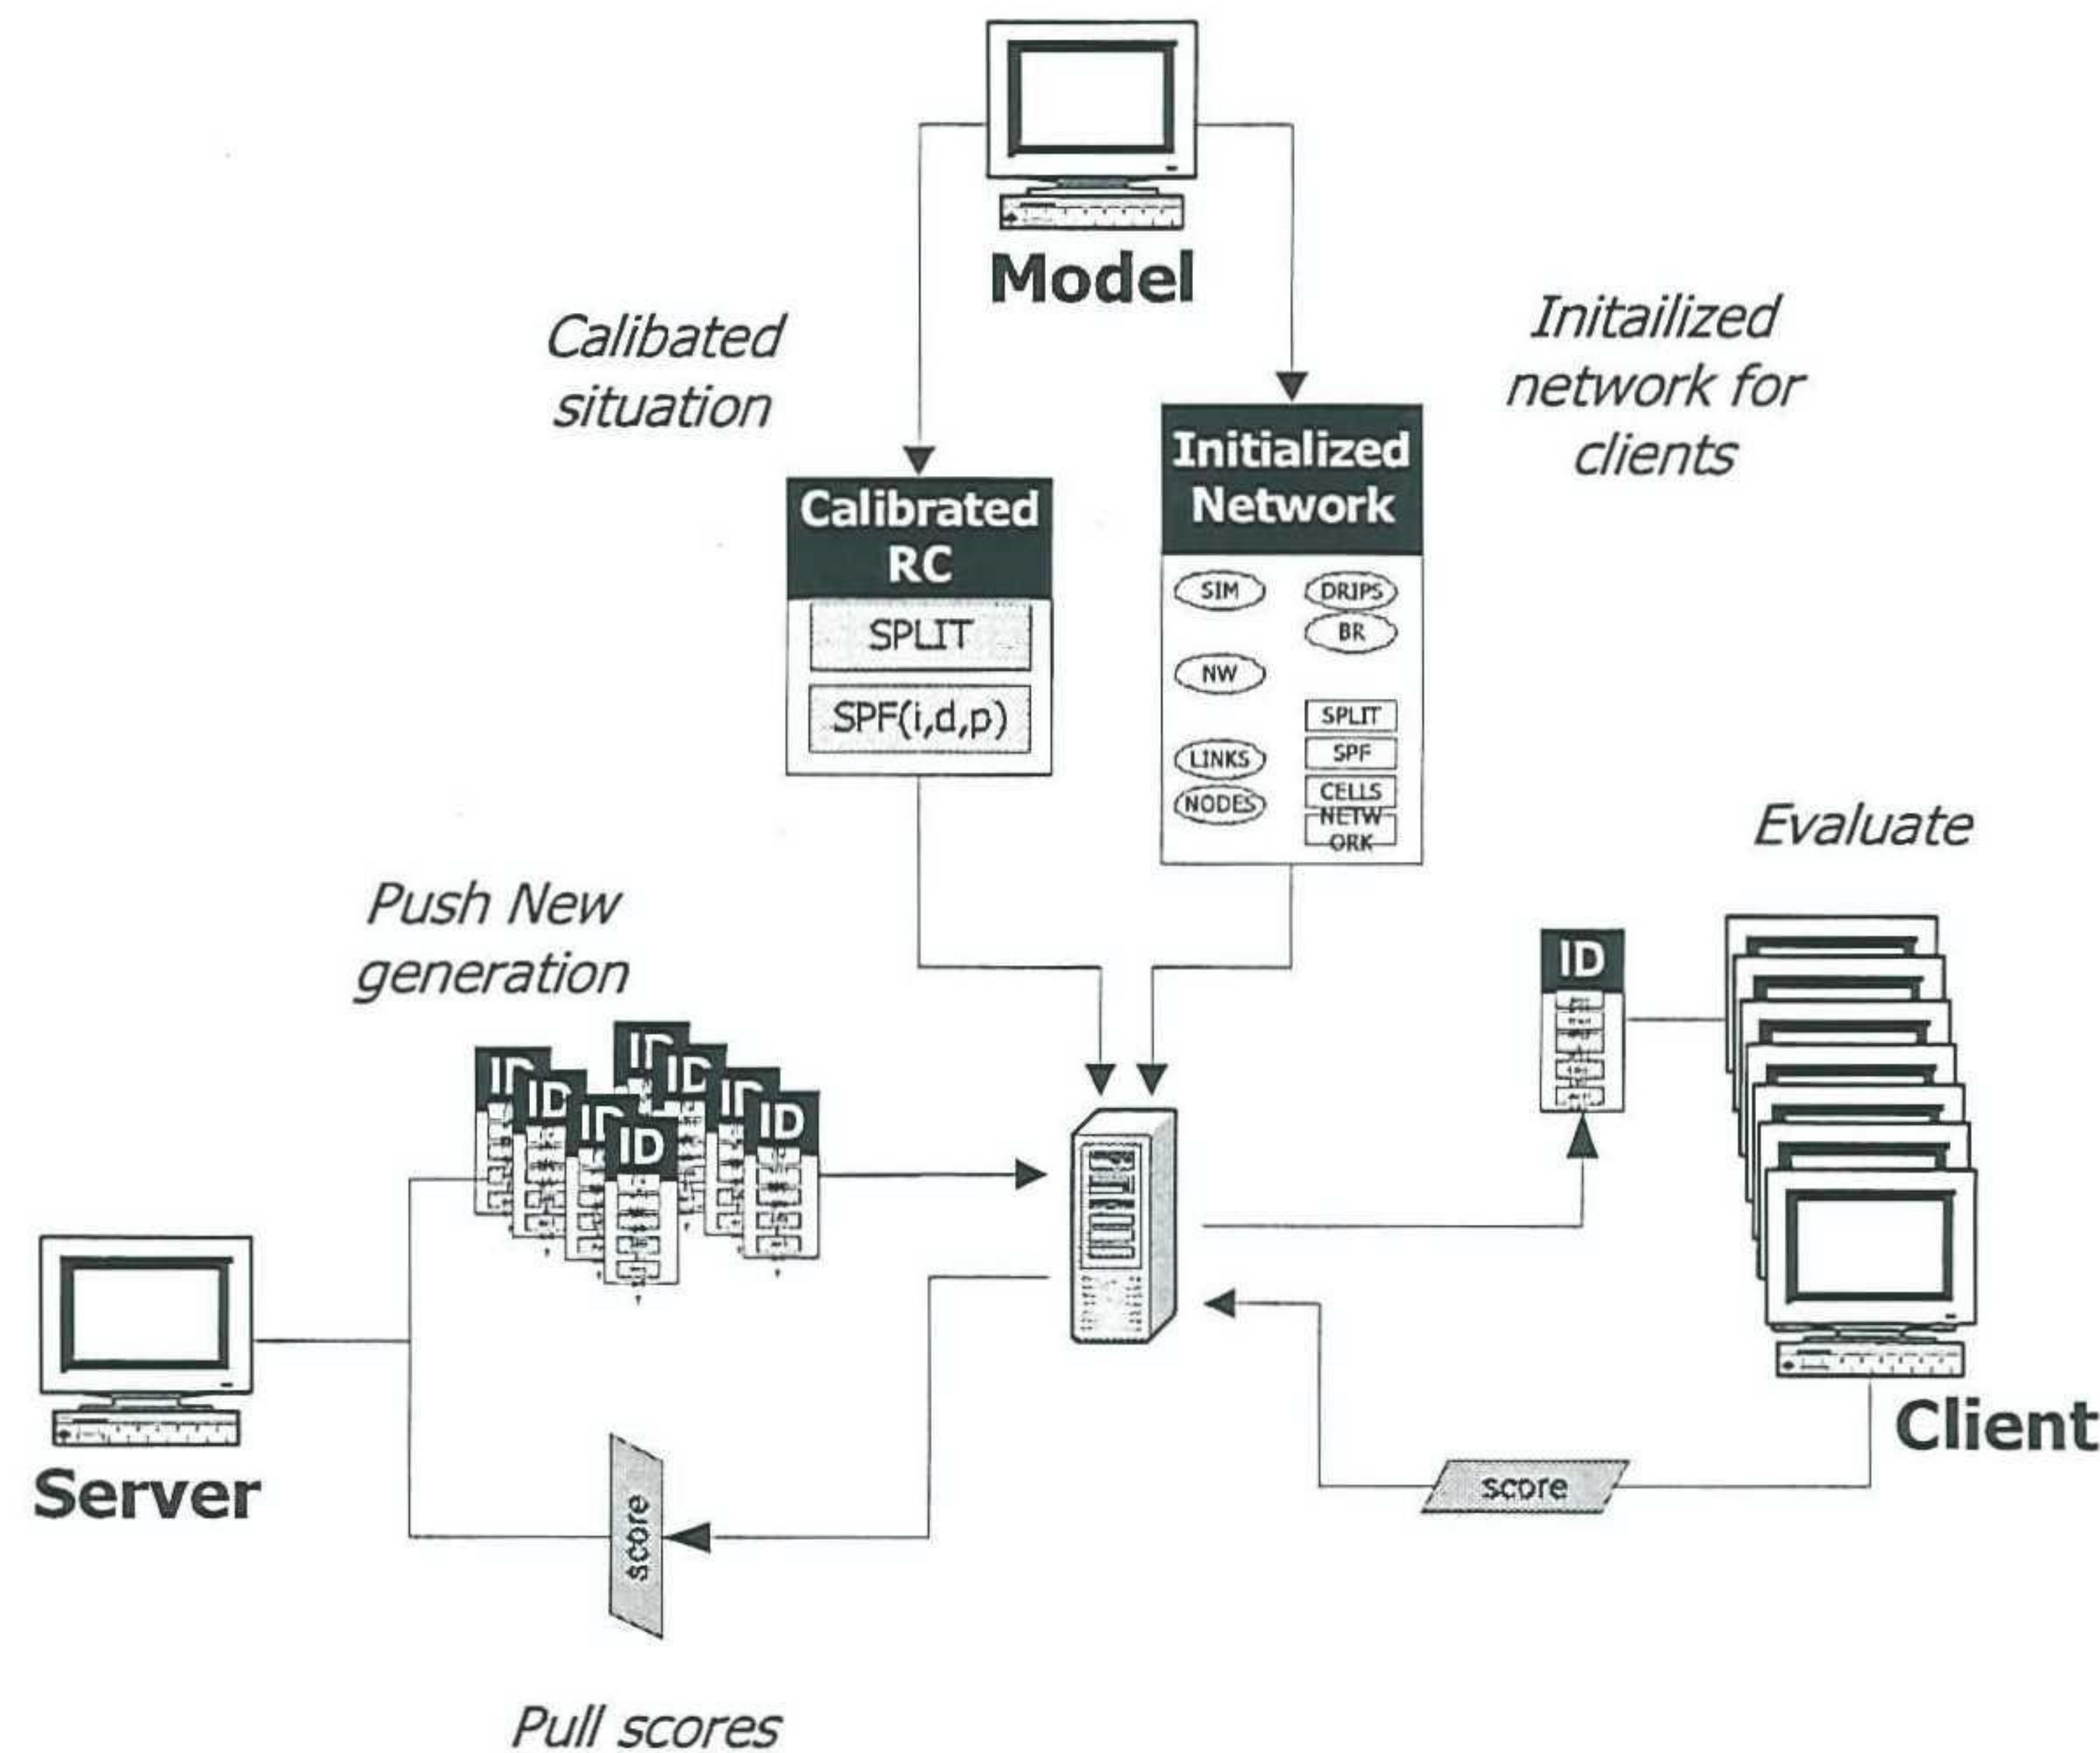 Model
Calibated
situation
Initailized
network for
clients
Calibrated
RC
SPLIT
SPF(i,d,p)
Initialized
Network
SIM
DRIPS
BR
NW
SPLIT
LINKS
SPF
NODES
CELLS
NETW
ORK
Evaluate
Push New
generation
ID
ID
ID
ID
ID
ID
ID
ID
ID
Server
Client
score
score
Pull scores